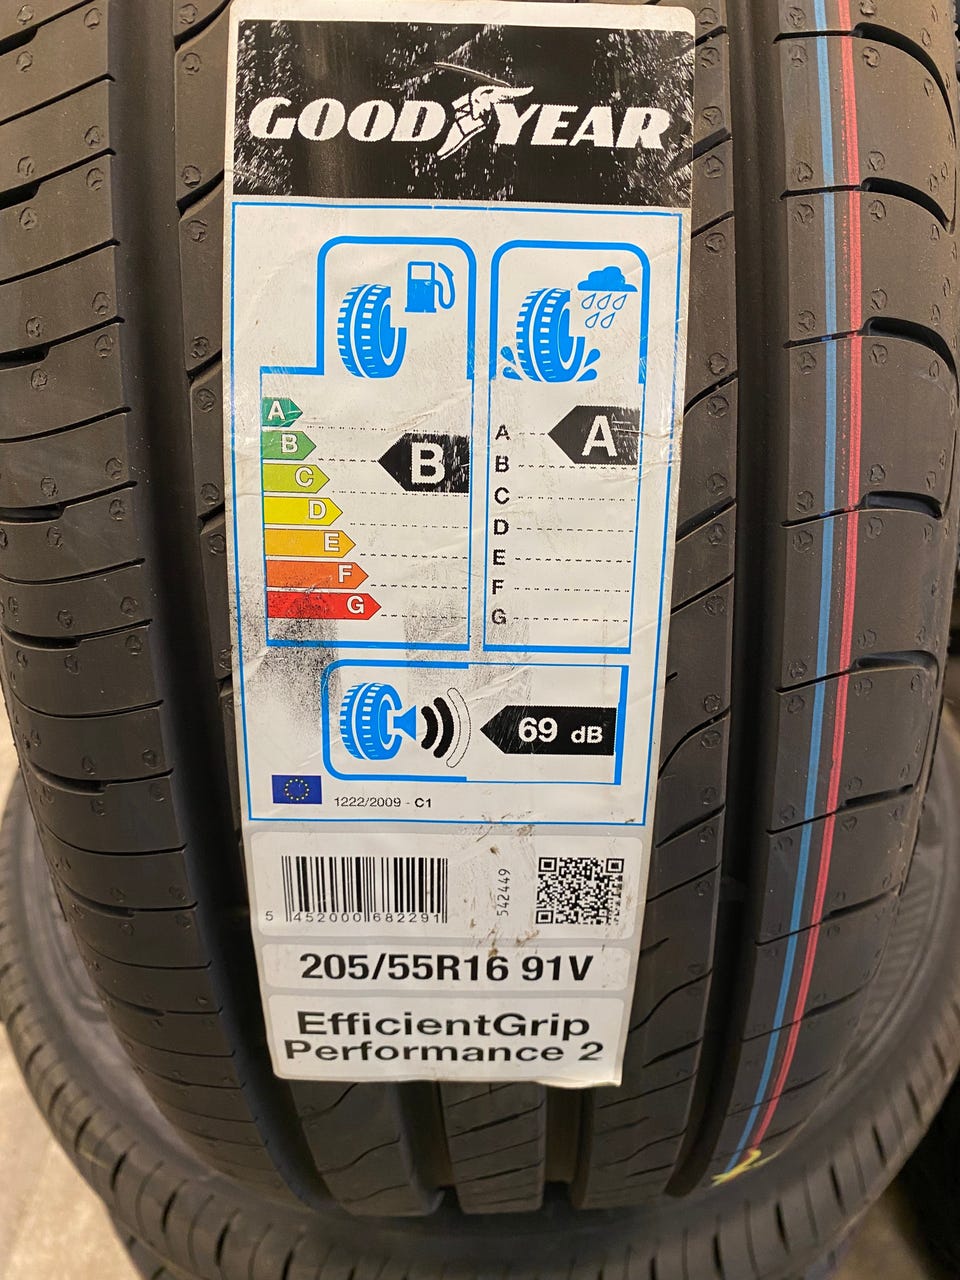 GOODYEAR
A
B
C
D
E
F
G
B
A
B
C
D
E
F
G
A
69 dB
1222/2009 - C1
5 452000 682291
542449
205/55R16 91V
EfficientGrip
Performance 2